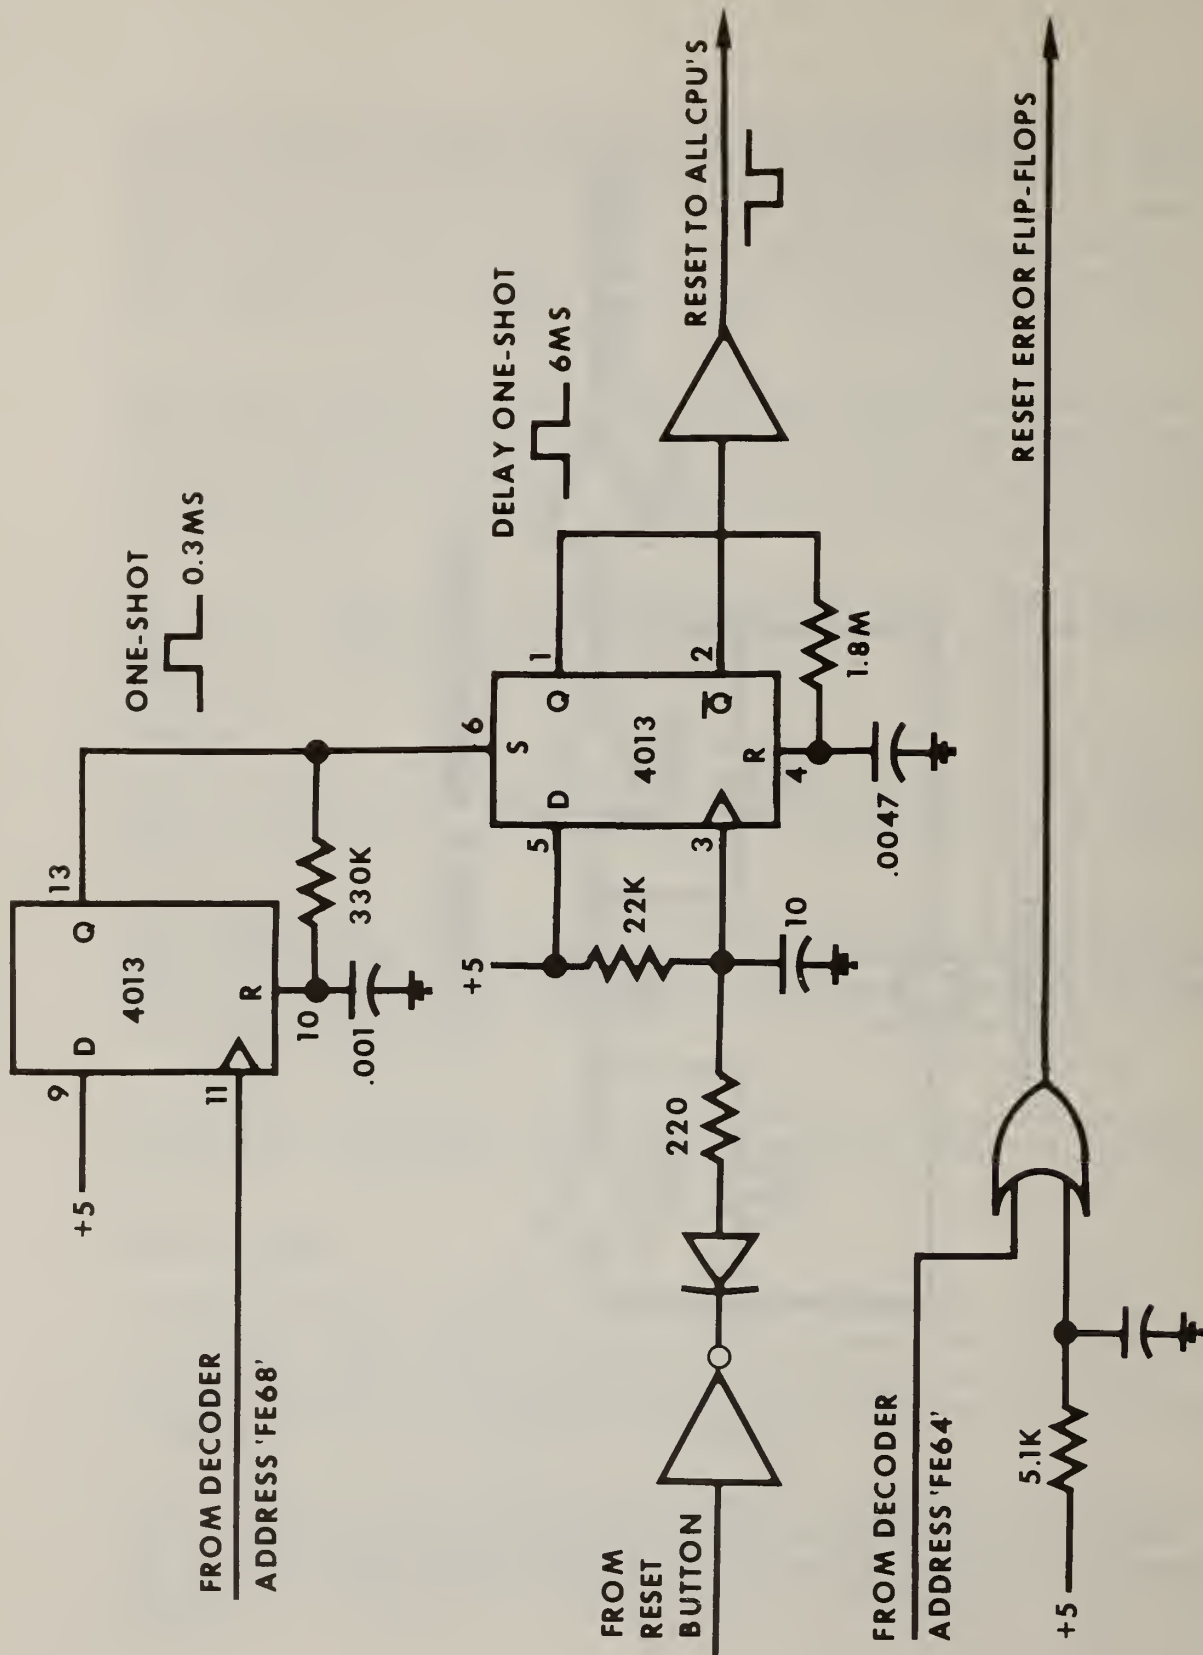 ONE-SHOT
0.3MS
+5
9
D
Q
13
4013
11
R
10
330K
.001
FROM DECODER
ADDRESS 'FE68'
DELAY ONE-SHOT
6MS
+5
6
5
D
S
Q
1
22K
4013
3
R
Q
2
4
10
1.8M
.0047
RESET TO ALL CPU'S
FROM
RESET
BUTTON
220
FROM DECODER
ADDRESS 'FE64'
+5
5.1K
RESET ERROR FLIP-FLOPS